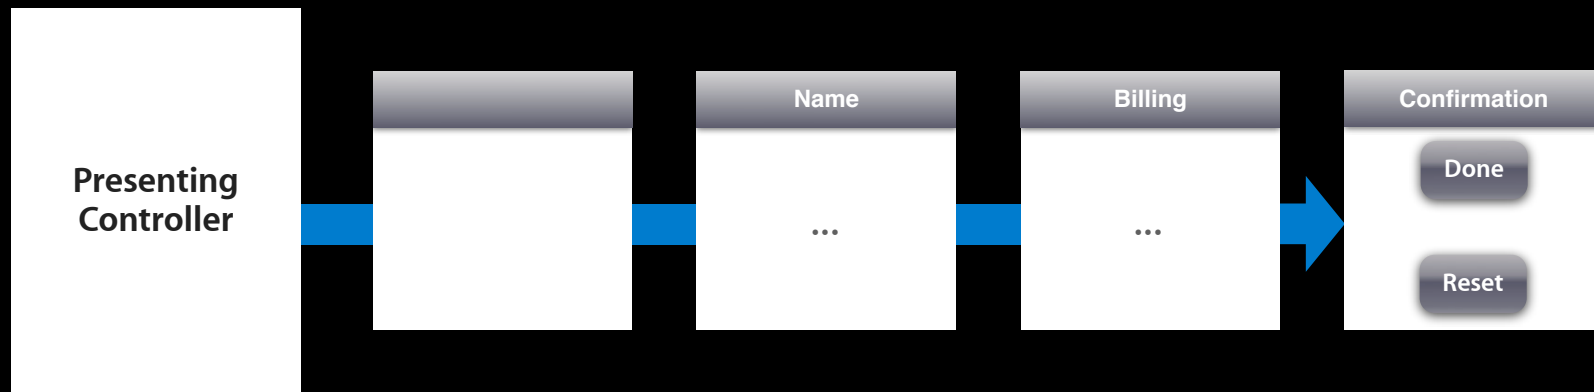 Presenting
Controller
Name
...
Billing
...
Confirmation
Done
Reset